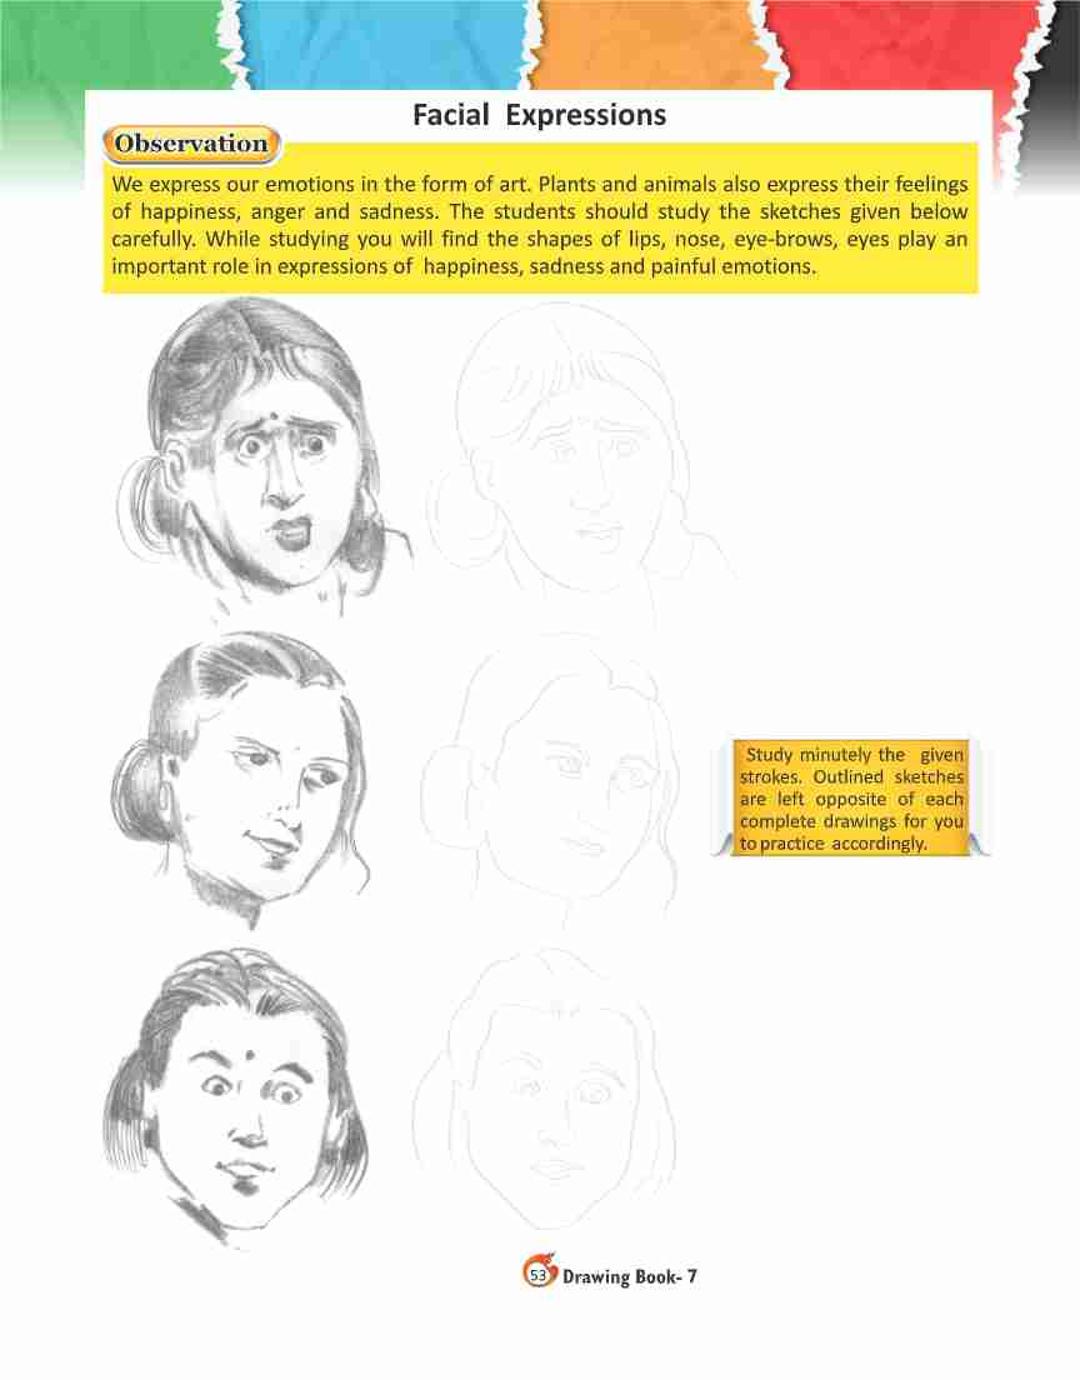 Facial Expressions
Observation
We express our emotions in the form of art. Plants and animals also express their feelings
of happiness, anger and sadness. The students should study the sketches given below
carefully. While studying you will find the shapes of lips, nose, eye-brows, eyes play an
important role in expressions of happiness, sadness and painful emotions.
Study minutely the given
strokes. Outlined sketches
are left opposite of each
complete drawings for you
to practice accordingly.
53 Drawing Book- 7